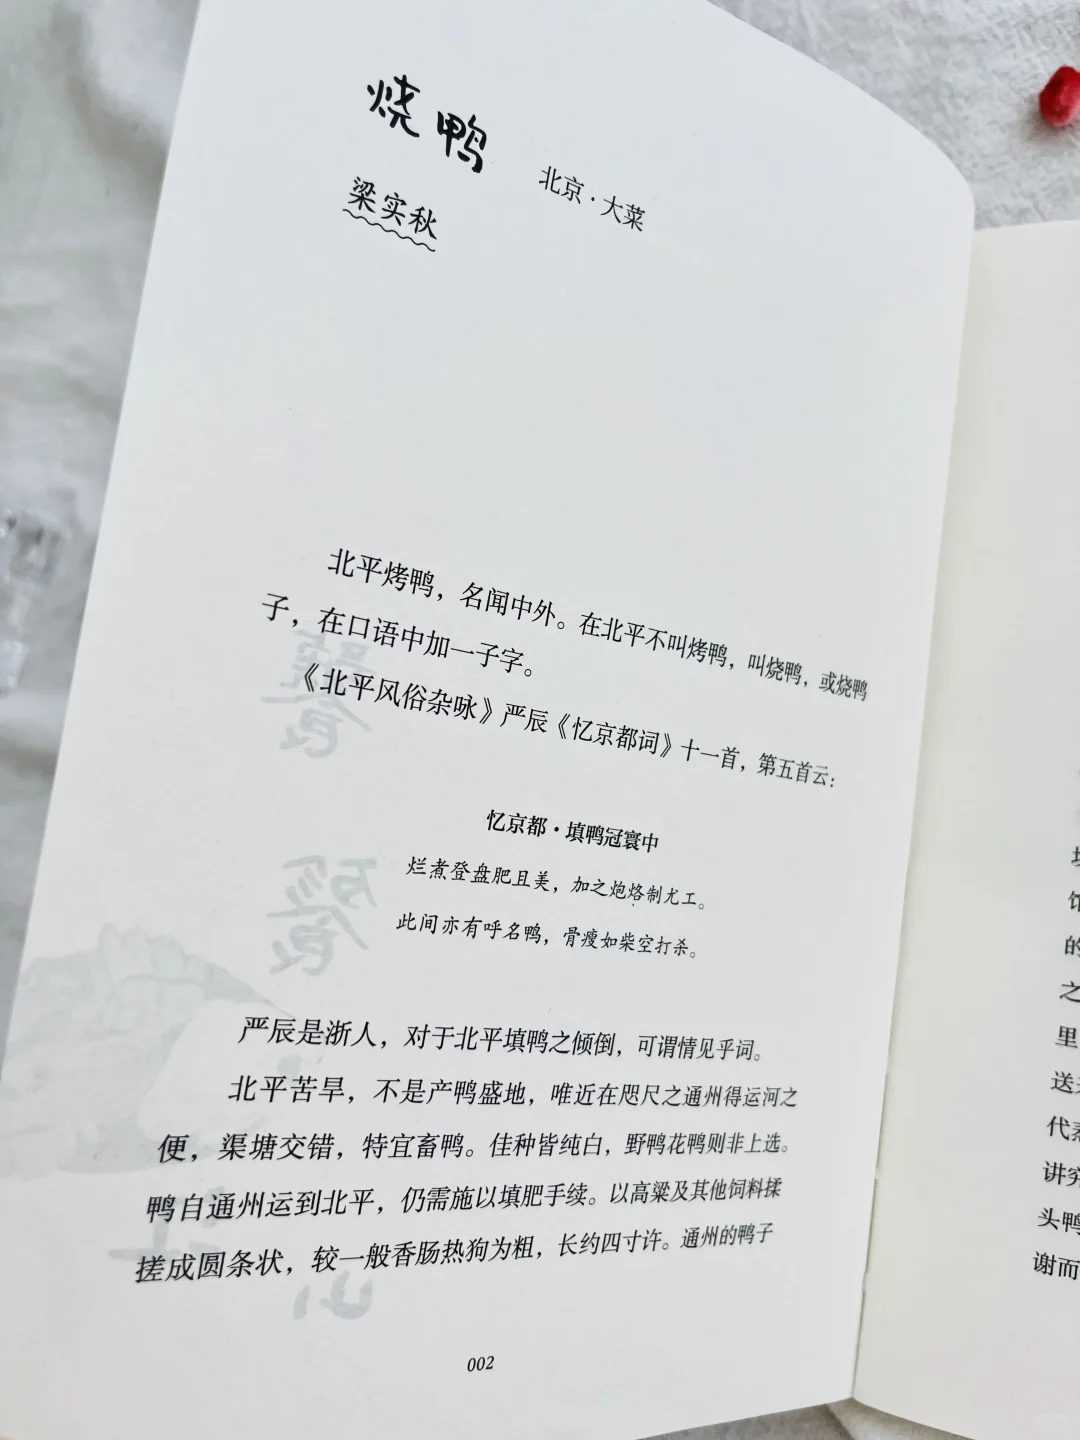 烧鸭
北京·大菜
梁实秋
北平烤鸭，名闻中外。在北平不叫烤鸭，叫烧鸭，或烧鸭
子，在口语中加一子字。
《北平风俗杂咏》严辰《忆京都词》十一首，第五首云：
忆京都·填鸭冠寰中
烂煮登盘肥且美，加之炮烙制尤工。
此间亦有呼名鸭，骨瘦如柴空打杀。
严辰是浙人，对于北平填鸭之倾倒，可谓情见乎词。
北平苦旱，不是产鸭盛地，唯近在咫尺之通州得运河之
便，渠塘交错，特宜畜鸭。佳种皆纯白，野鸭花鸭则非上选。
鸭自通州运到北平，仍需施以填肥手续。以高粱及其他饲料揉
搓成圆条状，较一般香肠热狗为粗，长约四寸许。通州的鸭子
002
的
之
里
送
代
讲
头鸭
谢而